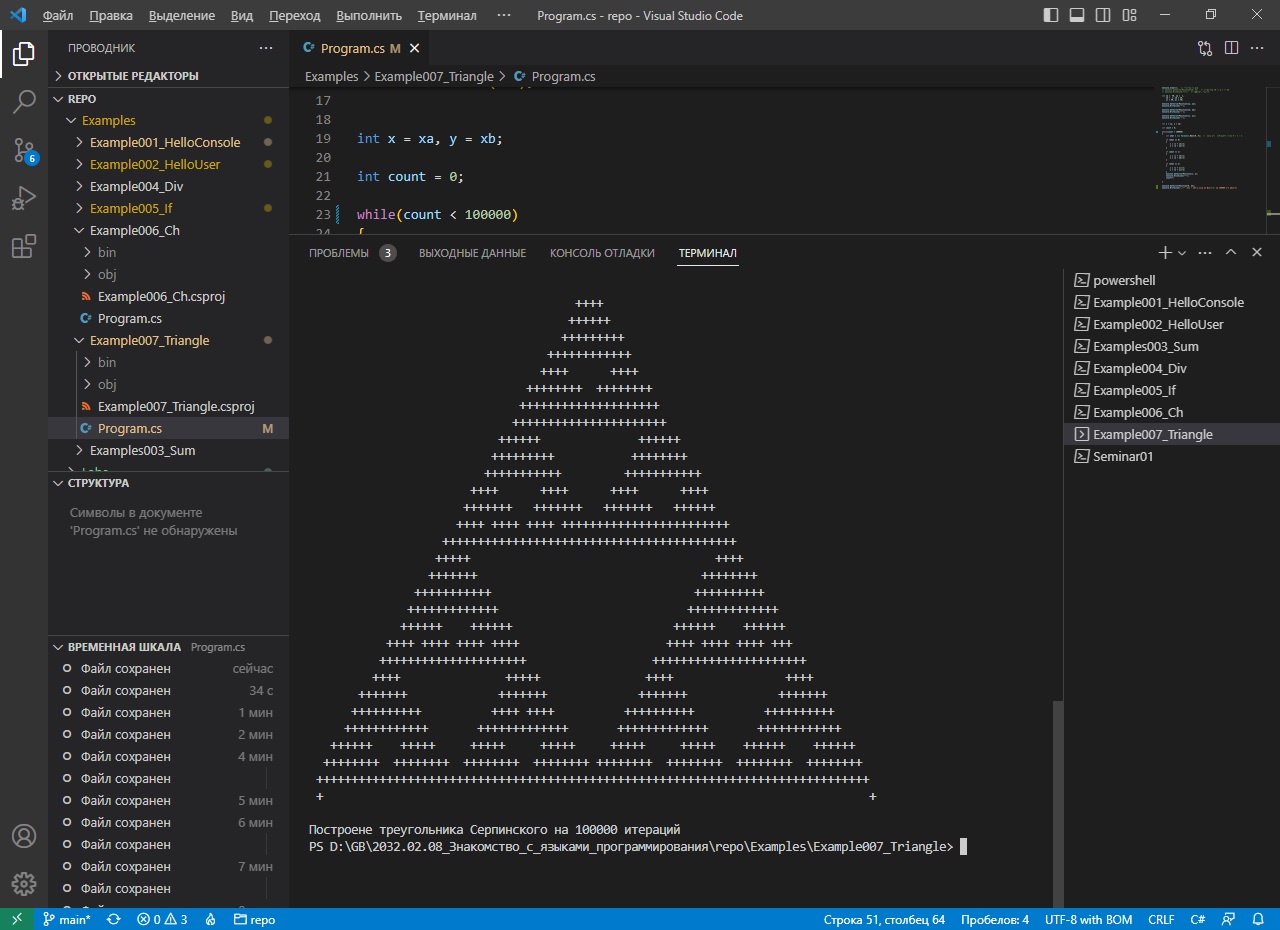 Файл Правка Выделение Вид Переход Выполнить Терминал ··· Program.cs - repo - Visual Studio Code
ПРОВОДНИК ···
ОТКРЫТЫЕ РЕДАКТОРЫ
REPO
Examples
Example001_HelloConsole
Example002_HelloUser
Example004_Div
Example005_If
Example006_Ch
bin
obj
Example006_Ch.csproj
Program.cs
Example007_Triangle
bin
obj
Example007_Triangle.csproj
Program.cs M
Examples003_Sum
СТРУКТУРА
Символы в документе
'Program.cs' не обнаружены
ВРЕМЕННАЯ ШКАЛА Program.cs
Файл сохранен сейчас
Файл сохранен 34 с
Файл сохранен 1 мин
Файл сохранен 2 мин
Файл сохранен 4 мин
Файл сохранен
Файл сохранен 5 мин
Файл сохранен 6 мин
Файл сохранен
Файл сохранен 7 мин
Файл сохранен
6
Program.cs M
Examples > Example007_Triangle > Program.cs
17
18
19 int x = xa, y = xb;
20
21 int count = 0;
22
23 while(count < 100000)
24 {
ПРОБЛЕМЫ 3 ВЫХОДНЫЕ ДАННЫЕ КОНСОЛЬ ОТЛАДКИ ТЕРМИНАЛ
++++
++++++
+++++++++
++++++++++++
++++ ++++
++++++++ ++++++++
++++++++++++++++++++
++++++++++++++++++++++
++++++ ++++++
+++++++++ ++++++++
+++++++++++ +++++++++++
++++ ++++ ++++ ++++
+++++++ +++++++ +++++++ ++++++
++++ ++++ ++++ ++++++++++++++++++++++++
++++++++++++++++++++++++++++++++++++++++++
+++++ ++++
+++++++ ++++++++
+++++++++++ ++++++++++
+++++++++++++ +++++++++++++
++++++ ++++++ ++++++ ++++++
++++ ++++ ++++ ++++ ++++ ++++ ++++ +++
+++++++++++++++++++++ ++++++++++++++++++++++
++++ +++++ ++++ ++++
+++++++ +++++++ +++++++ +++++++
++++++++++ ++++ ++++ ++++++++++ ++++++++++
++++++++++++ +++++++++++++ +++++++++++++ ++++++++++++
++++++ +++++ +++++ +++++ +++++ +++++ ++++++ ++++++
++++++++ ++++++++ ++++++++ ++++++++ ++++++++ ++++++++ ++++++++ ++++++++
+++++++++++++++++++++++++++++++++++++++++++++++++++++++++++++++++++++++++++++++
+ +
Построене треугольника Серпинского на 100000 итераций
PS D:\GB\2032.02.08_Знакомство_с_языками_программирования\repo\Examples\Example007_Triangle>
powershell
Example001_HelloConsole
Example002_HelloUser
Examples003_Sum
Example004_Div
Example005_If
Example006_Ch
Example007_Triangle
Seminar01
main* 0 3 repo Строка 51, столбец 64 Пробелов: 4 UTF-8 with BOM CRLF C#